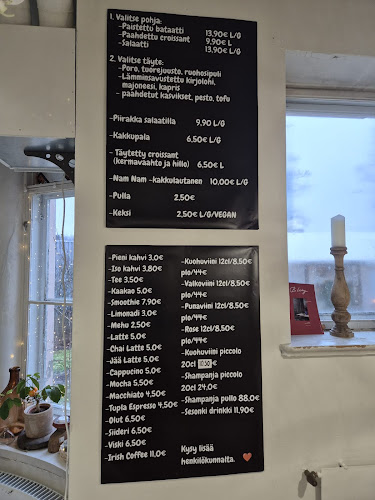 1. Valitse pohja:
-Paistettu bataatti 13.90€ L/G
-Paahdettu croissant 9.90€ L
-Salaatti 13.90€ L/G
2. Valitse täyte:
-Poro, tuorejuusto, ruohosipuli
-Lämminsavustettu kirjolohi,
majoneesi, kapris
- paahdetut kasvikset, pesto, tofu
-Piirakka salaatilla 9.90 L/G
-Kakkupala 6.50€ L/G
-Täytetty croissant
(kermavaahto ja hillo) 6.50€ L
-Nam Nam -kakkulautanen 10.00€ L/G
-Pulla 2.50€
-Keksi 2,50€ L/G/VEGAN
-Pieni kahvi 3.0€
-Iso kahvi 3.80€
-Tee 3.50€
-Kaakao 5.0€
-Smoothie 7.90€
-Limonadi 3.0€
-Mehu 2.50€
-Latte 5.0€
-Chai Latte 5.0€
-Jää Latte 5.0€
-Cappucino 5.0€
-Mocha 5.50€
-Macchiato 4.50€
-Tupla Espresso 4.50€
-Olut 6.50€
-Siideri 6.50€
-Viski 6.50€
-Irish Coffee 11.0€
-Kuohuviini 12cl/8.50€
plo/44€
-Valkoviini 12cl/8.50€
plo/44€
-Punaviini 12cl/8.50€
plo/44€
-Rose 12cl/8.50€
plo/44€
-Kuohuviini piccolo
20cl
-Shampanja piccolo
20cl 24.0€
-Shampanja pullo 88.0€
-Sesonki drinkki 11.90€
Kysy lisää
henkilökunnalta.